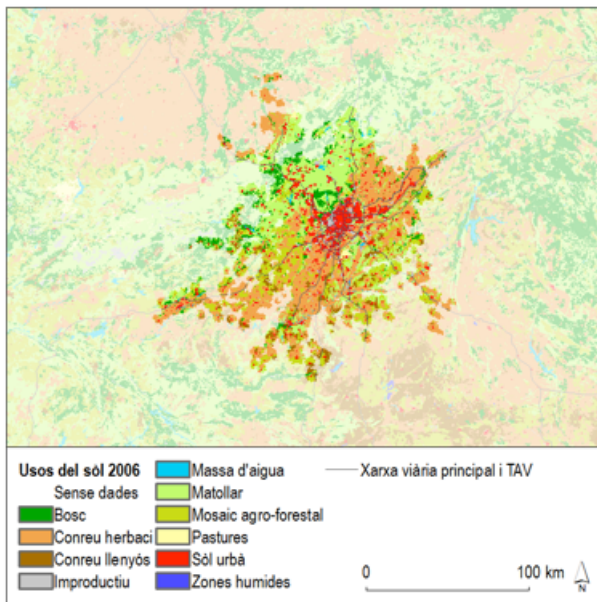 Usos del sòl 2006
Sense dades
Bosc
Conreu herbaci
Conreu llenyós
Improductiu
Massa d'aigua
Matollar
Mosaic agro-forestal
Pastures
Sòl urbà
Zones humides
Xarxa viària principal i TAV
0 100 km
N